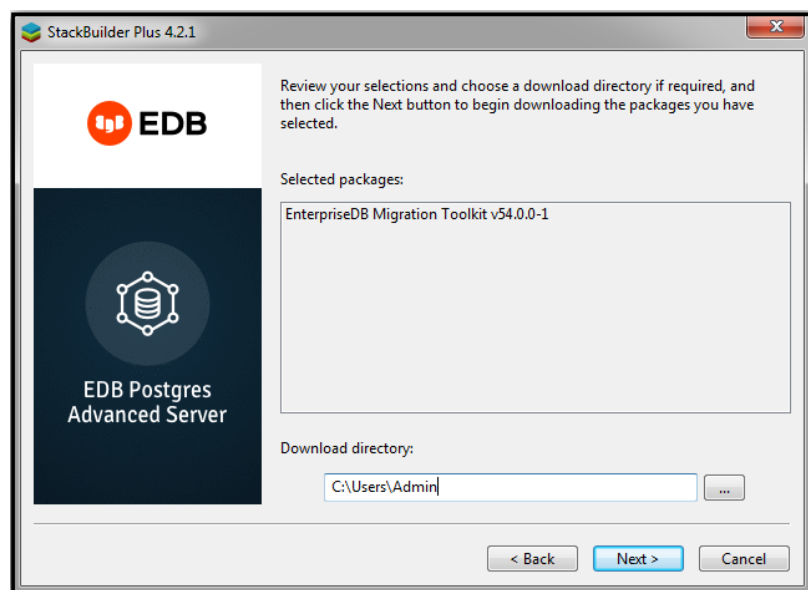 StackBuilder Plus 4.2.1
Review your selections and choose a download directory if required, and
then click the Next button to begin downloading the packages you have
selected.
EDB
Selected packages:
EnterpriseDB Migration Toolkit v54.0.0-1
EDB Postgres
Advanced Server
Download directory:
C:\Users\Admin
...
< Back
Next >
Cancel